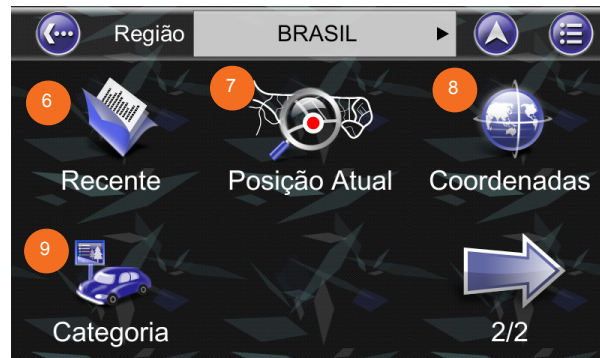 Região BRASIL
6 7 8
Recente Posição Atual Coordenadas
9
Categoria 2/2